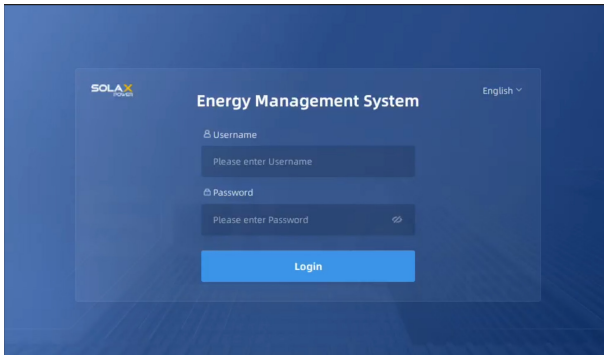 SOLAX
POWER
English
Energy Management System
Username
Please enter Username
Password
Please enter Password
Login